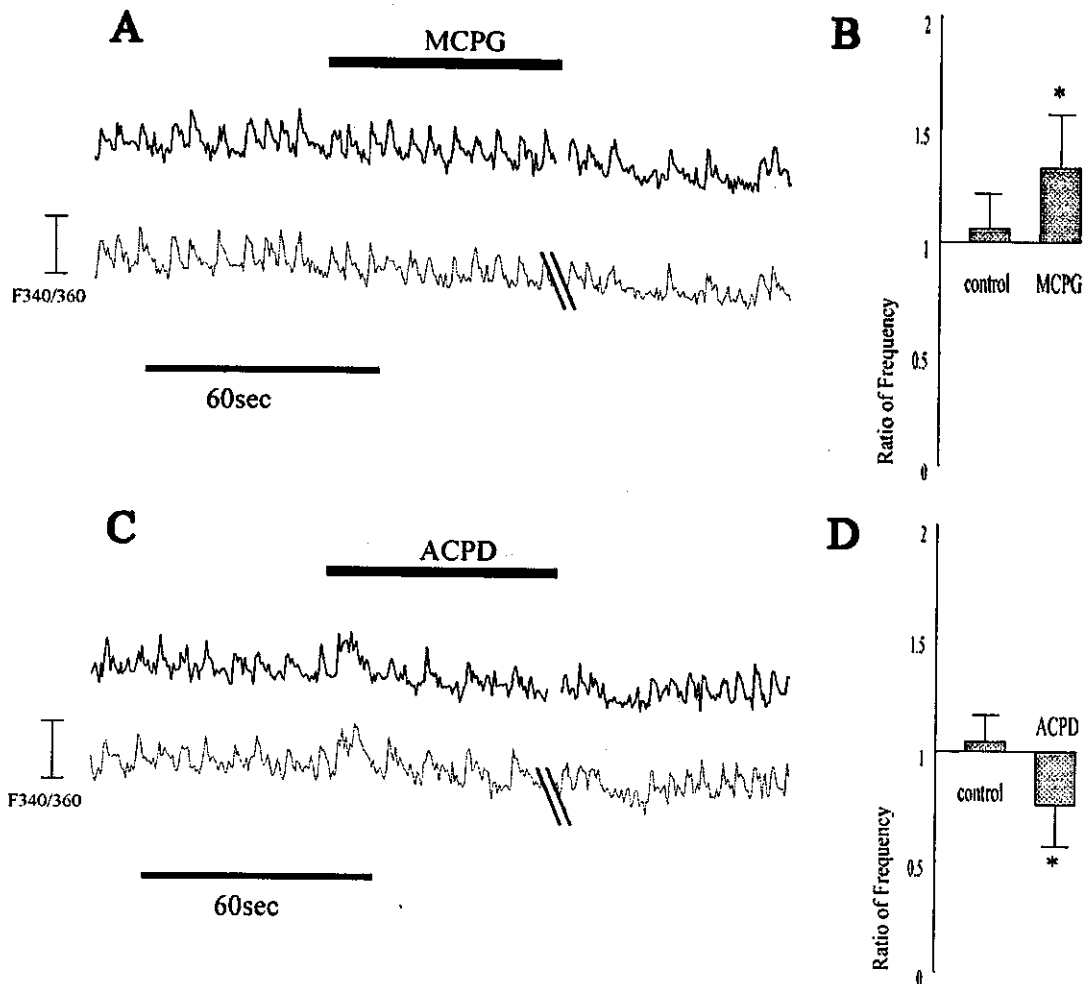 A
MCPG
F340/360
60sec
B
2
1.5
*
1
control MCPG
0.5
Ratio of Frequency
0
C
ACPD
F340/360
60sec
D
2
1.5
ACPD
1
control
0.5
*
Ratio of Frequency
0